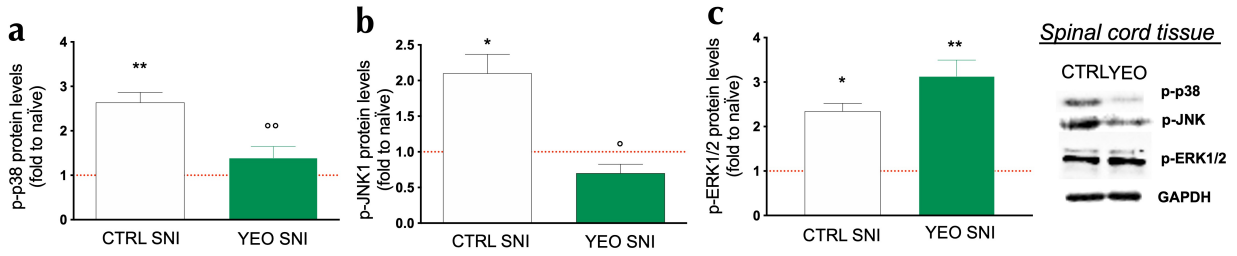 a
p-p38 protein levels
(fold to naïve)
4
3
2
1
0
**
°°
CTRL SNI
YEO SNI
b
p-JNK1 protein levels
(fold to naïve)
2.5
2.0
1.5
1.0
0.5
0.0
*
°
CTRL SNI
YEO SNI
c
p-ERK1/2 protein levels
(fold to naïve)
4
3
2
1
0
*
**
CTRL SNI
YEO SNI
Spinal cord tissue
CTRL YEO
p-p38
p-JNK
p-ERK1/2
GAPDH